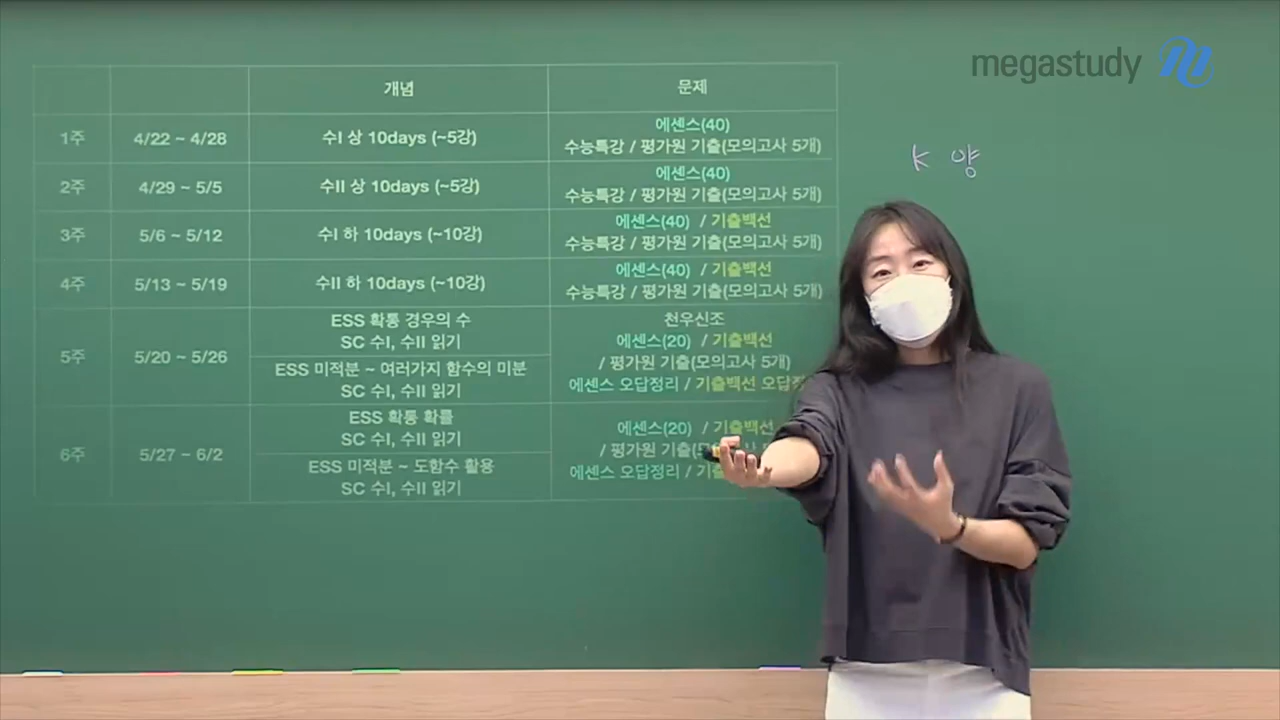 megastudy
개념 문제
1주 4/22 ~ 4/28 수I 상 10days (~5강) 에센스(40)
수능특강 / 평가원 기출(모의고사 5개)
2주 4/29 ~ 5/5 수II 상 10days (~5강) 에센스(40)
수능특강 / 평가원 기출(모의고사 5개)
3주 5/6 ~ 5/12 수I 하 10days (~10강) 에센스(40) / 기출백선
수능특강 / 평가원 기출(모의고사 5개)
4주 5/13 ~ 5/19 수II 하 10days (~10강) 에센스(40) / 기출백선
수능특강 / 평가원 기출(모의고사 5개)
5주 5/20 ~ 5/26 ESS 확통 경우의 수 천우신조
SC 수I, 수II 읽기 에센스(20) / 기출백선
ESS 미적분 ~ 여러가지 함수의 미분 / 평가원 기출(모의고사 5개)
SC 수I, 수II 읽기 에센스 오답정리 / 기출백선
6주 5/27 ~ 6/2 ESS 확통 확률 에센스(20) / 기출백선
SC 수I, 수II 읽기 / 평가원
ESS 미적분 ~ 도함수 활용 에센스 오답정리 /
SC 수I, 수II 읽기
K 양